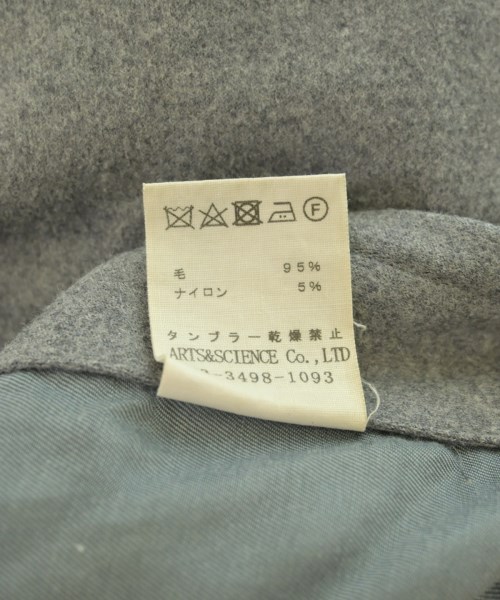 F
毛 95%
ナイロン 5%
タンブラー乾燥禁止
ARTS&SCIENCE Co.,LTD
-3498-1093